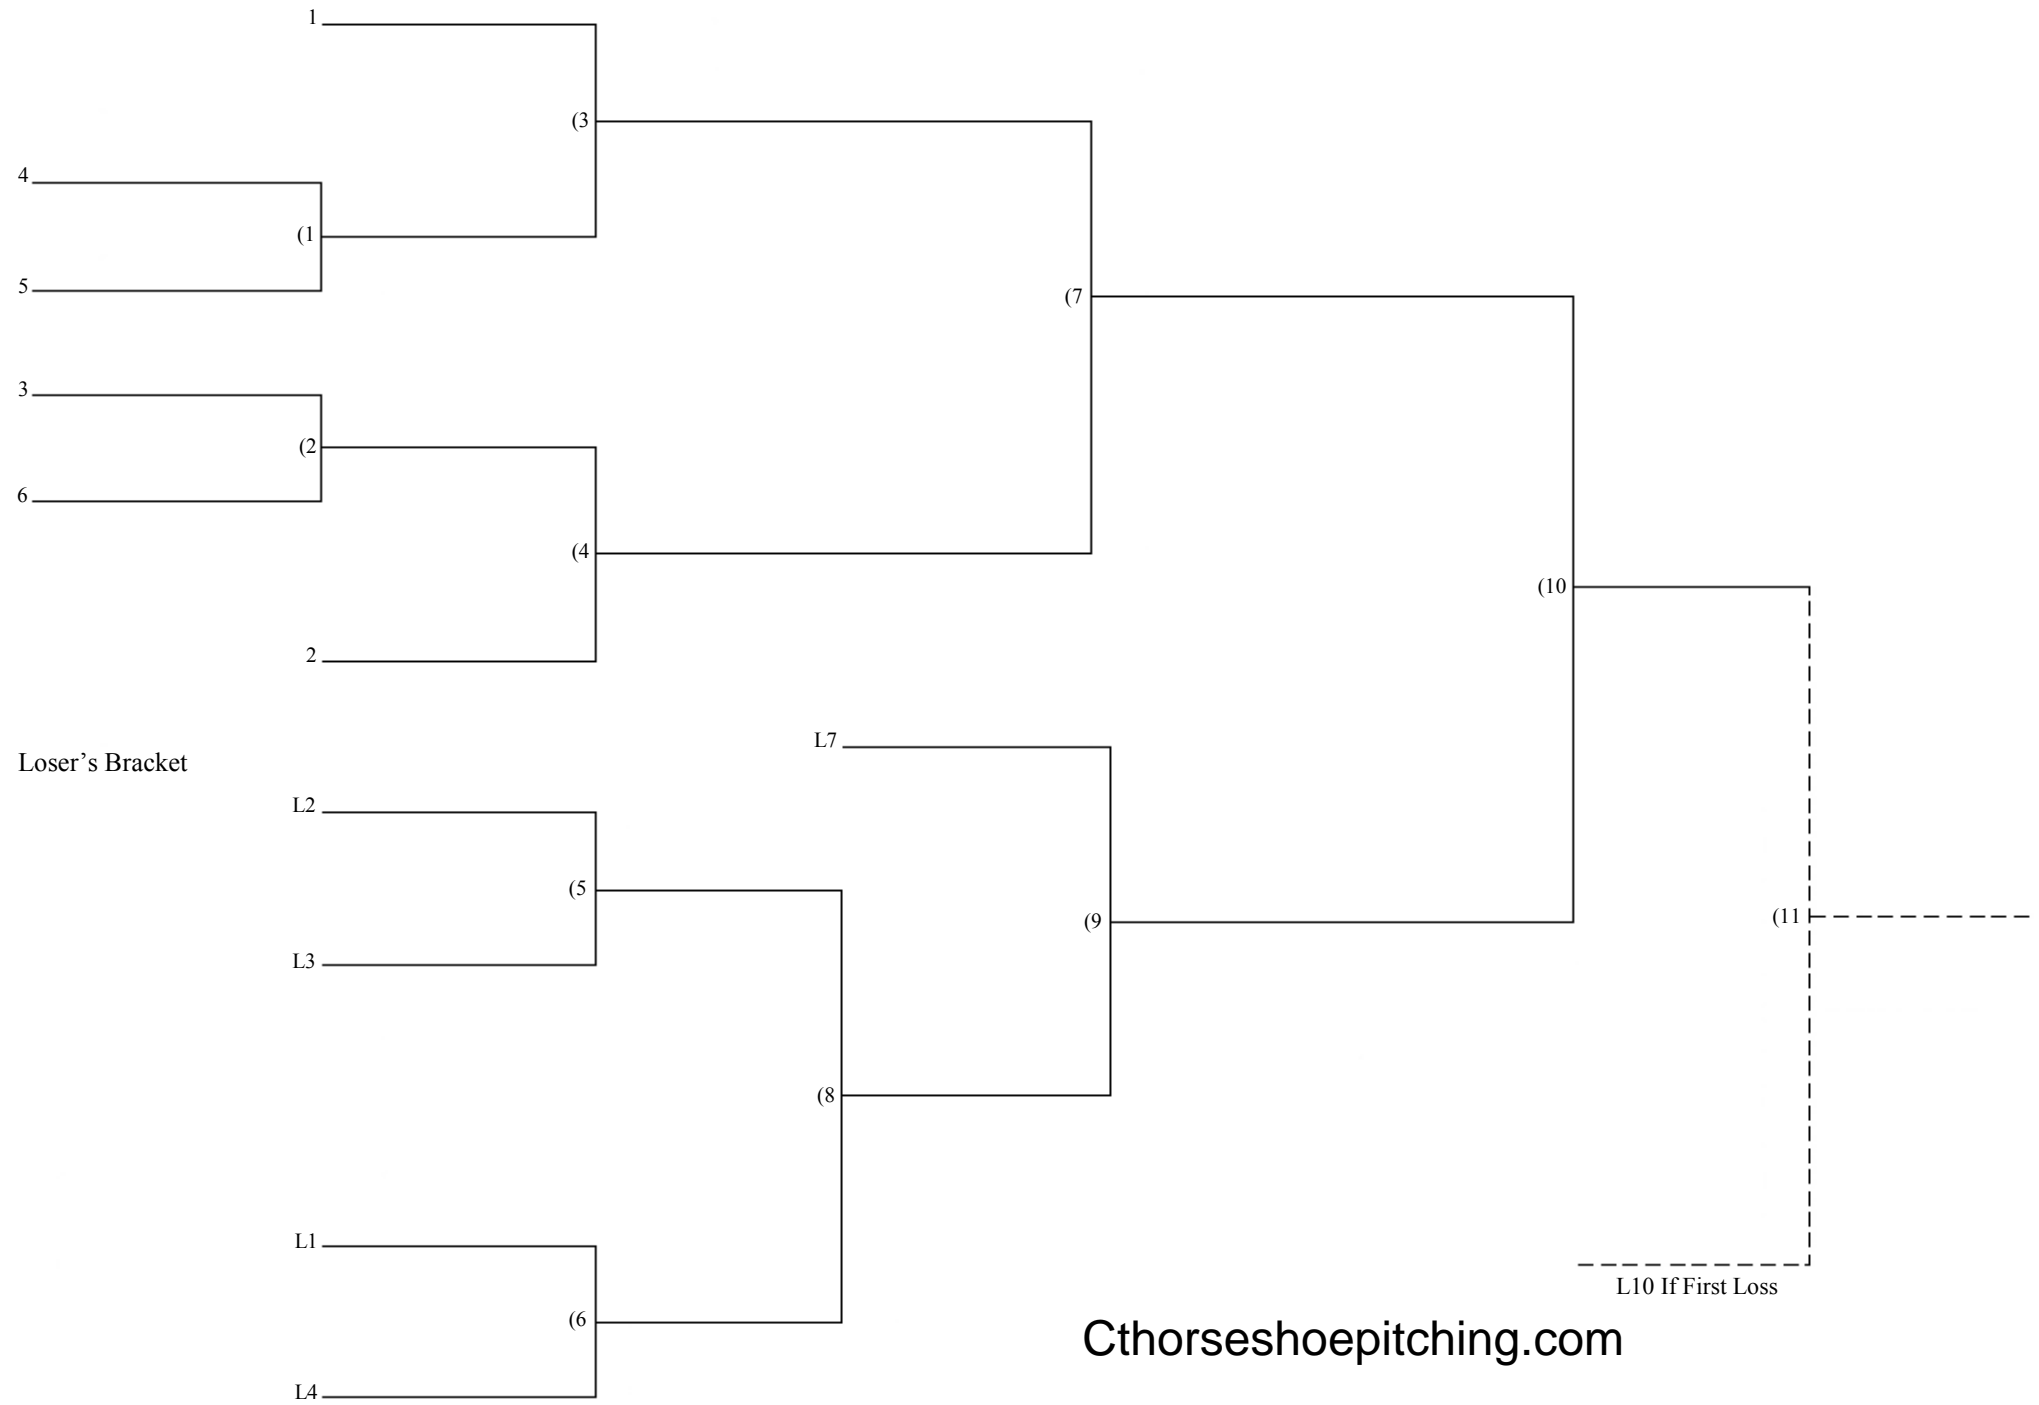 1
(3
4
(1
5
(7
3
(2
6
(4
(10
2
L7
Loser’s Bracket
L2
(5
L3
(9
(11
(8
L1
L10 If First Loss
(6
Cthorseshoepitching.com
L4